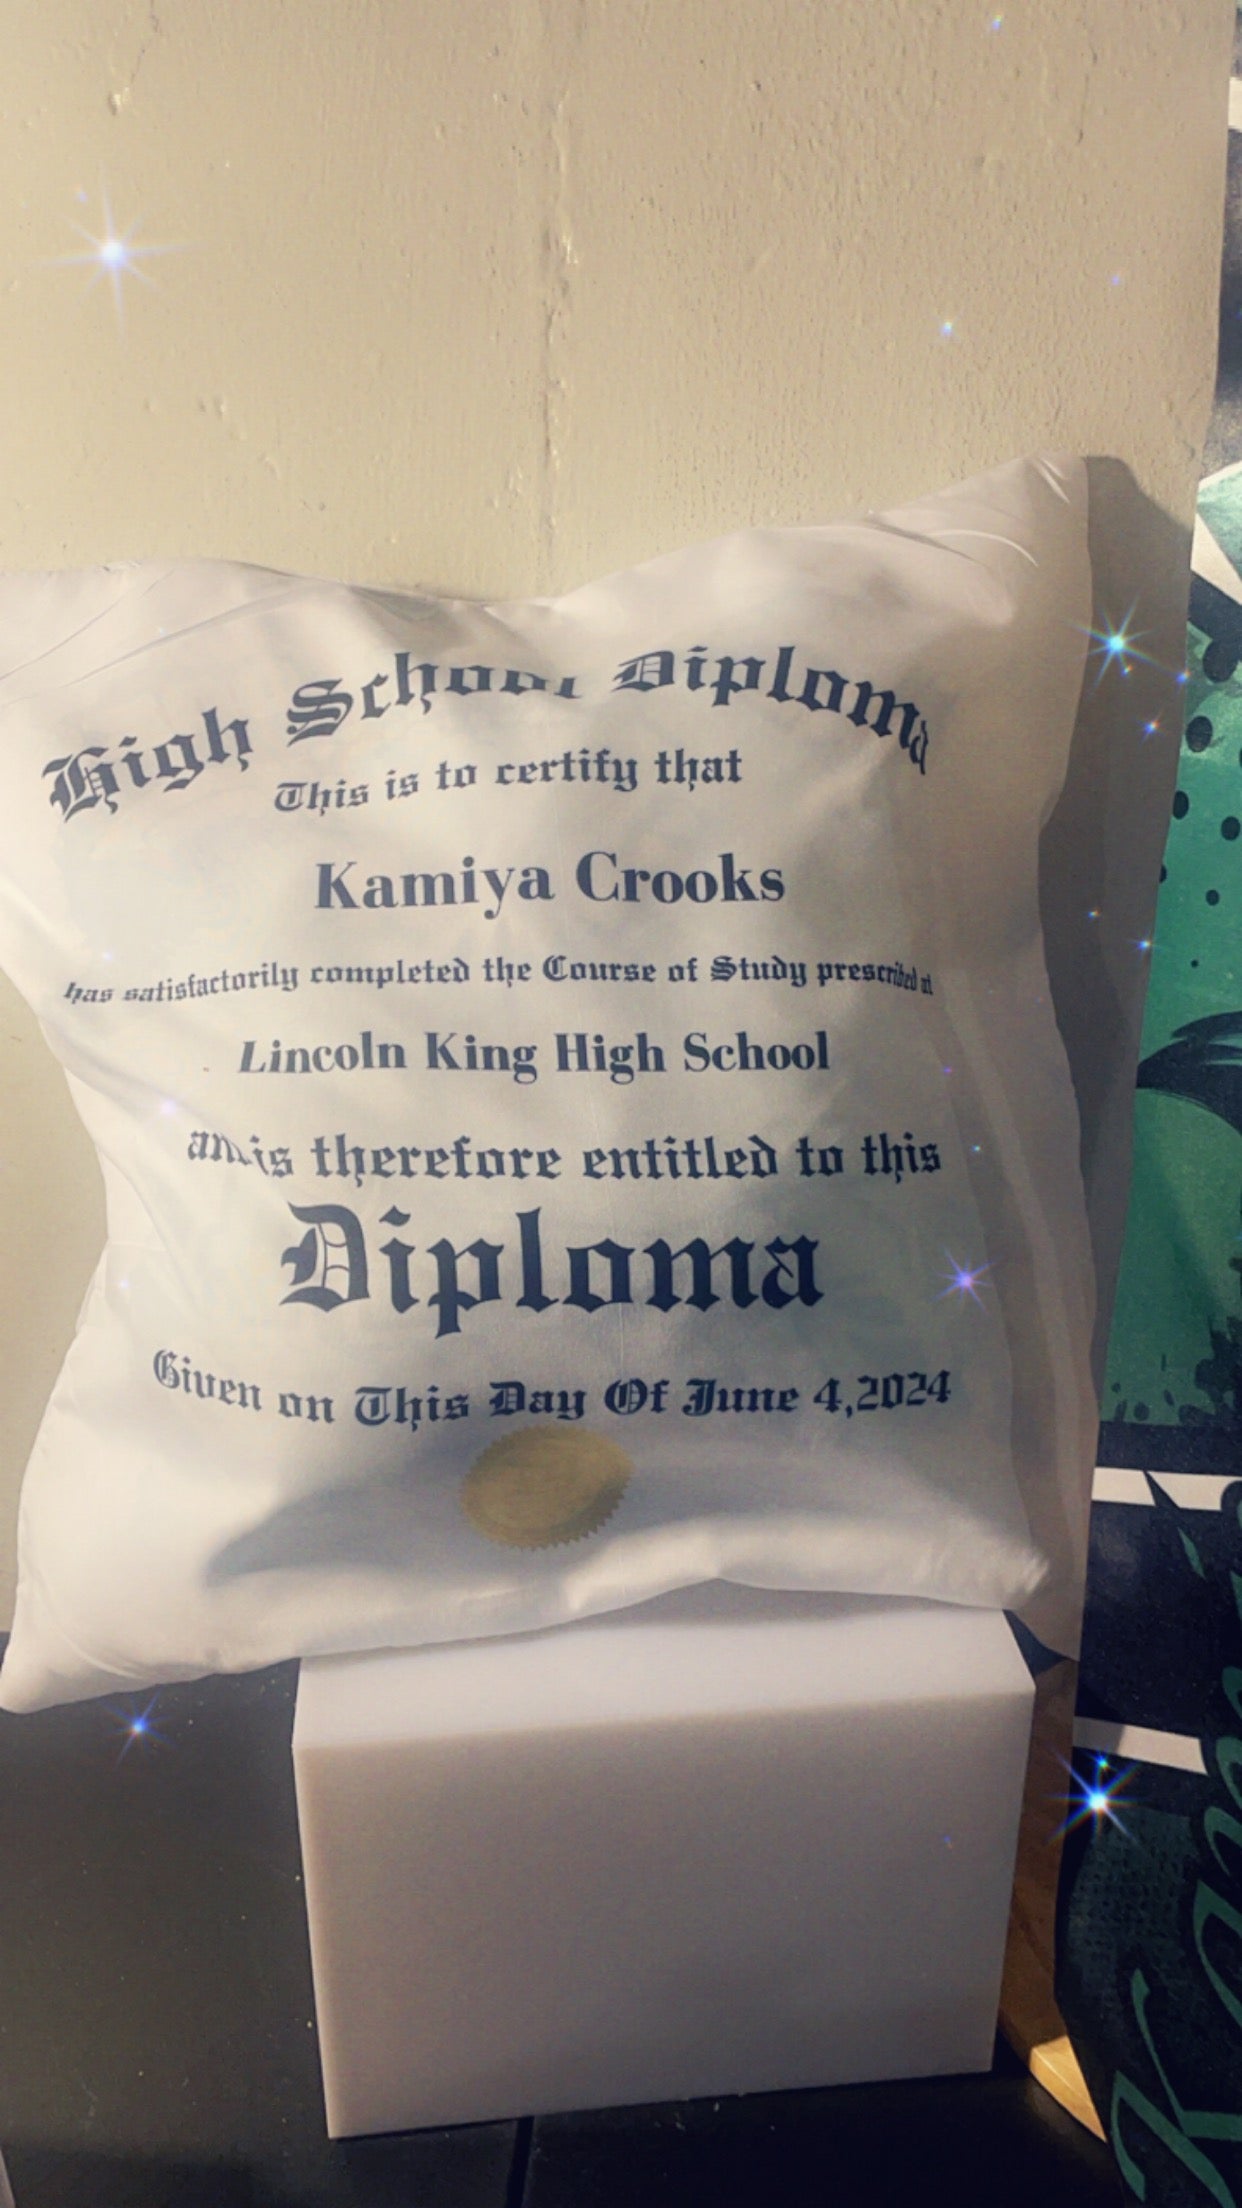 High School Diploma
This is to certify that
Kamiya Crooks
has satisfactorily completed the Course of Study prescribed at
Lincoln King High School
is therefore entitled to this
Diploma
Given on This Day Of June 4,2024